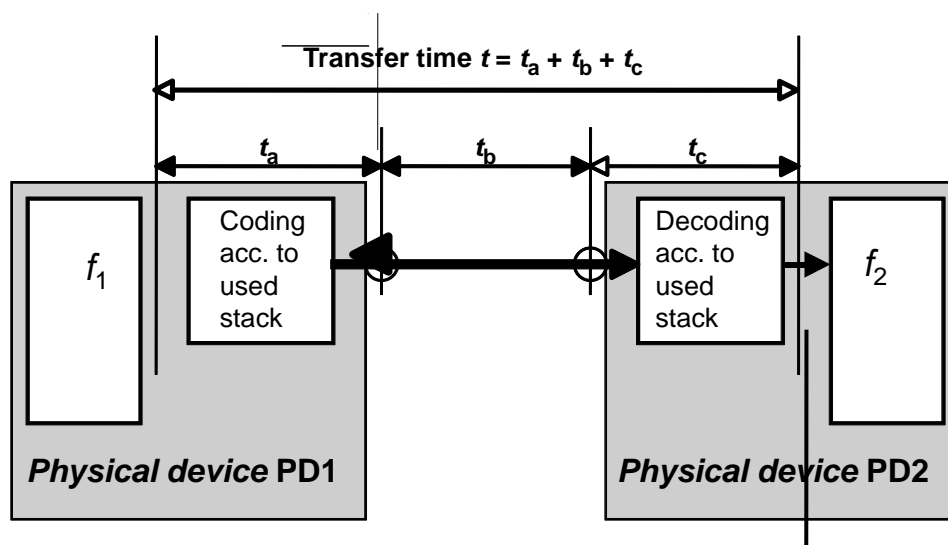 Transfer time t = ta + tb + tc
ta
tb
tc
f1
Coding
acc. to
used
stack
Decoding
acc. to
used
stack
f2
Physical device PD1
Physical device PD2